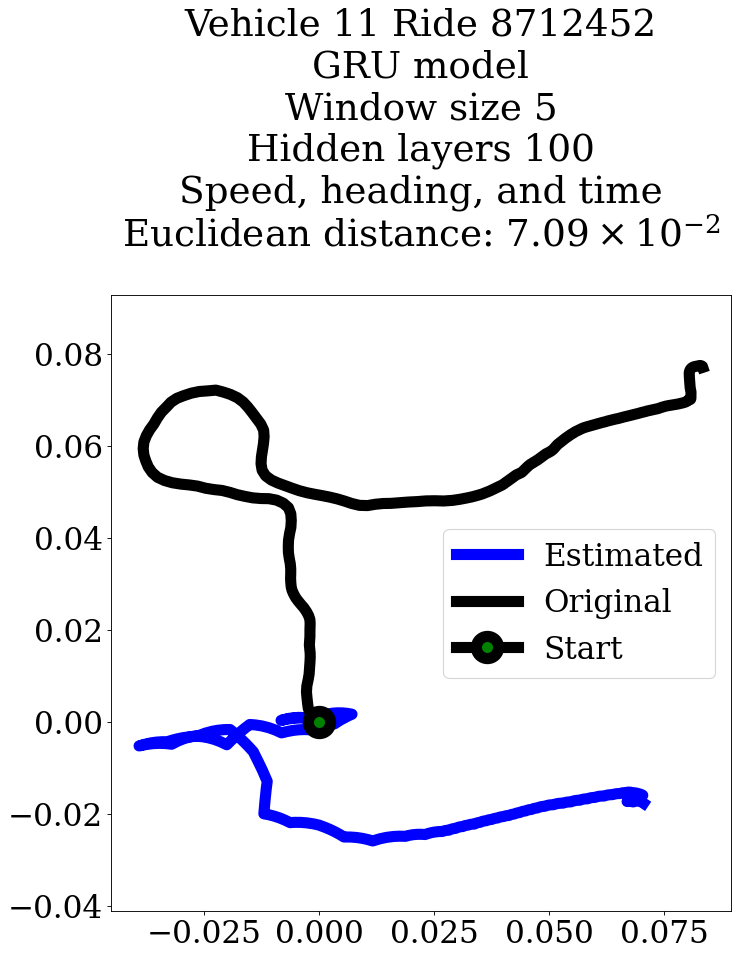 Vehicle 11 Ride 8712452
GRU model
Window size 5
Hidden layers 100
Speed, heading, and time
Euclidean distance: 7.09 × 10⁻²
0.08
0.06
0.04
0.02
0.00
−0.02
−0.04
Estimated
Original
Start
−0.025 0.000 0.025 0.050 0.075